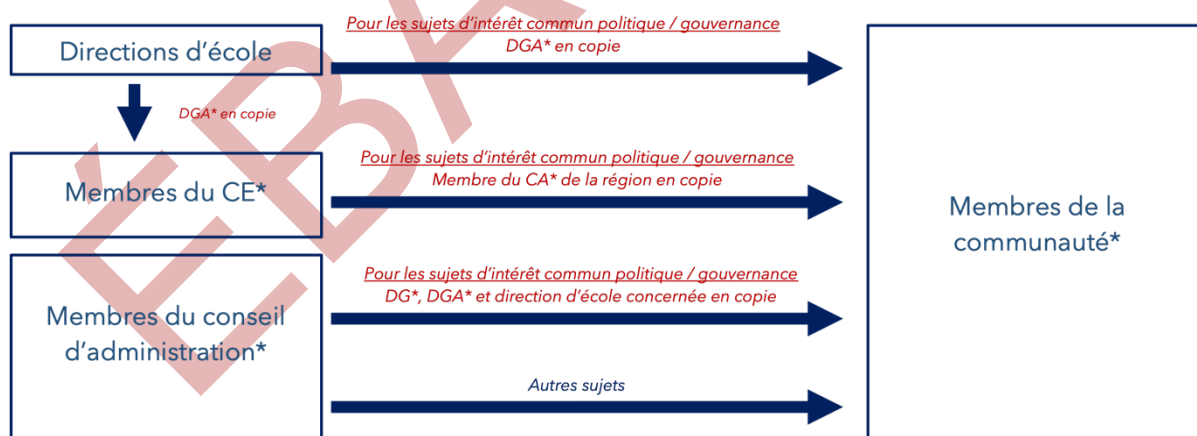 Pour les sujets d'intérêt commun politique / gouvernance
DGA* en copie
Directions d'école
DGA* en copie
Pour les sujets d'intérêt commun politique / gouvernance
Membre du CA* de la région en copie
Membres du CE*
Membres de la
communauté*
Pour les sujets d'intérêt commun politique / gouvernance
DG*, DGA* et direction d'école concernée en copie
Membres du conseil
d'administration*
Autres sujets
ÉBA